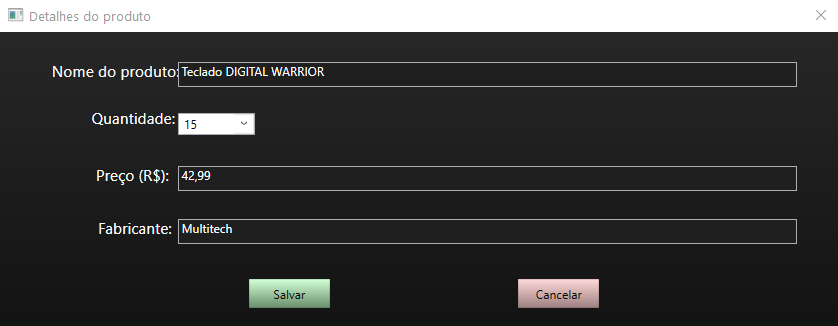 Detalhes do produto
Nome do produto: Teclado DIGITAL WARRIOR
Quantidade: 15
Preço (R$): 42,99
Fabricante: Multitech
Salvar Cancelar